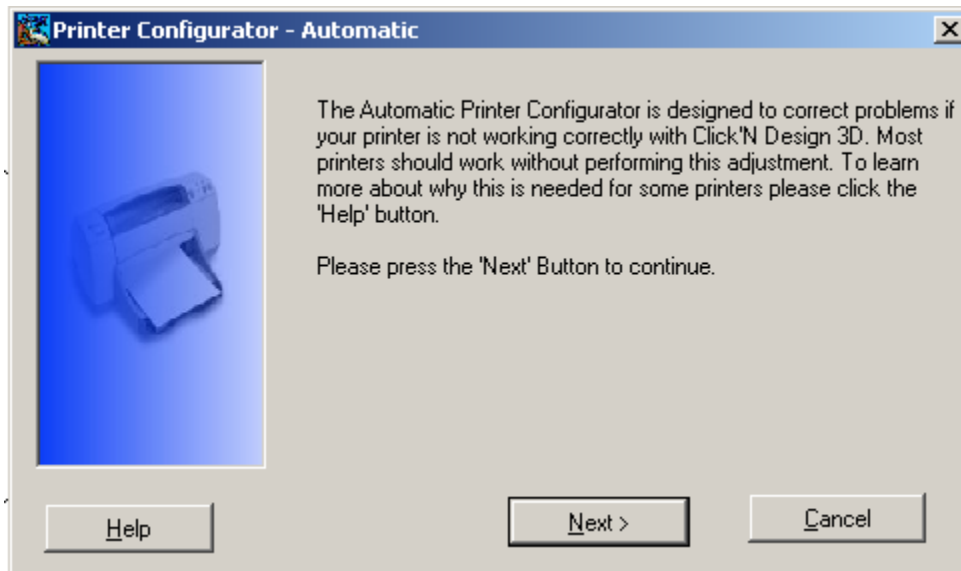 Printer Configurator - Automatic
The Automatic Printer Configurator is designed to correct problems if
your printer is not working correctly with Click'N Design 3D. Most
printers should work without performing this adjustment. To learn
more about why this is needed for some printers please click the
'Help' button.
Please press the 'Next' Button to continue.
Help
Next >
Cancel